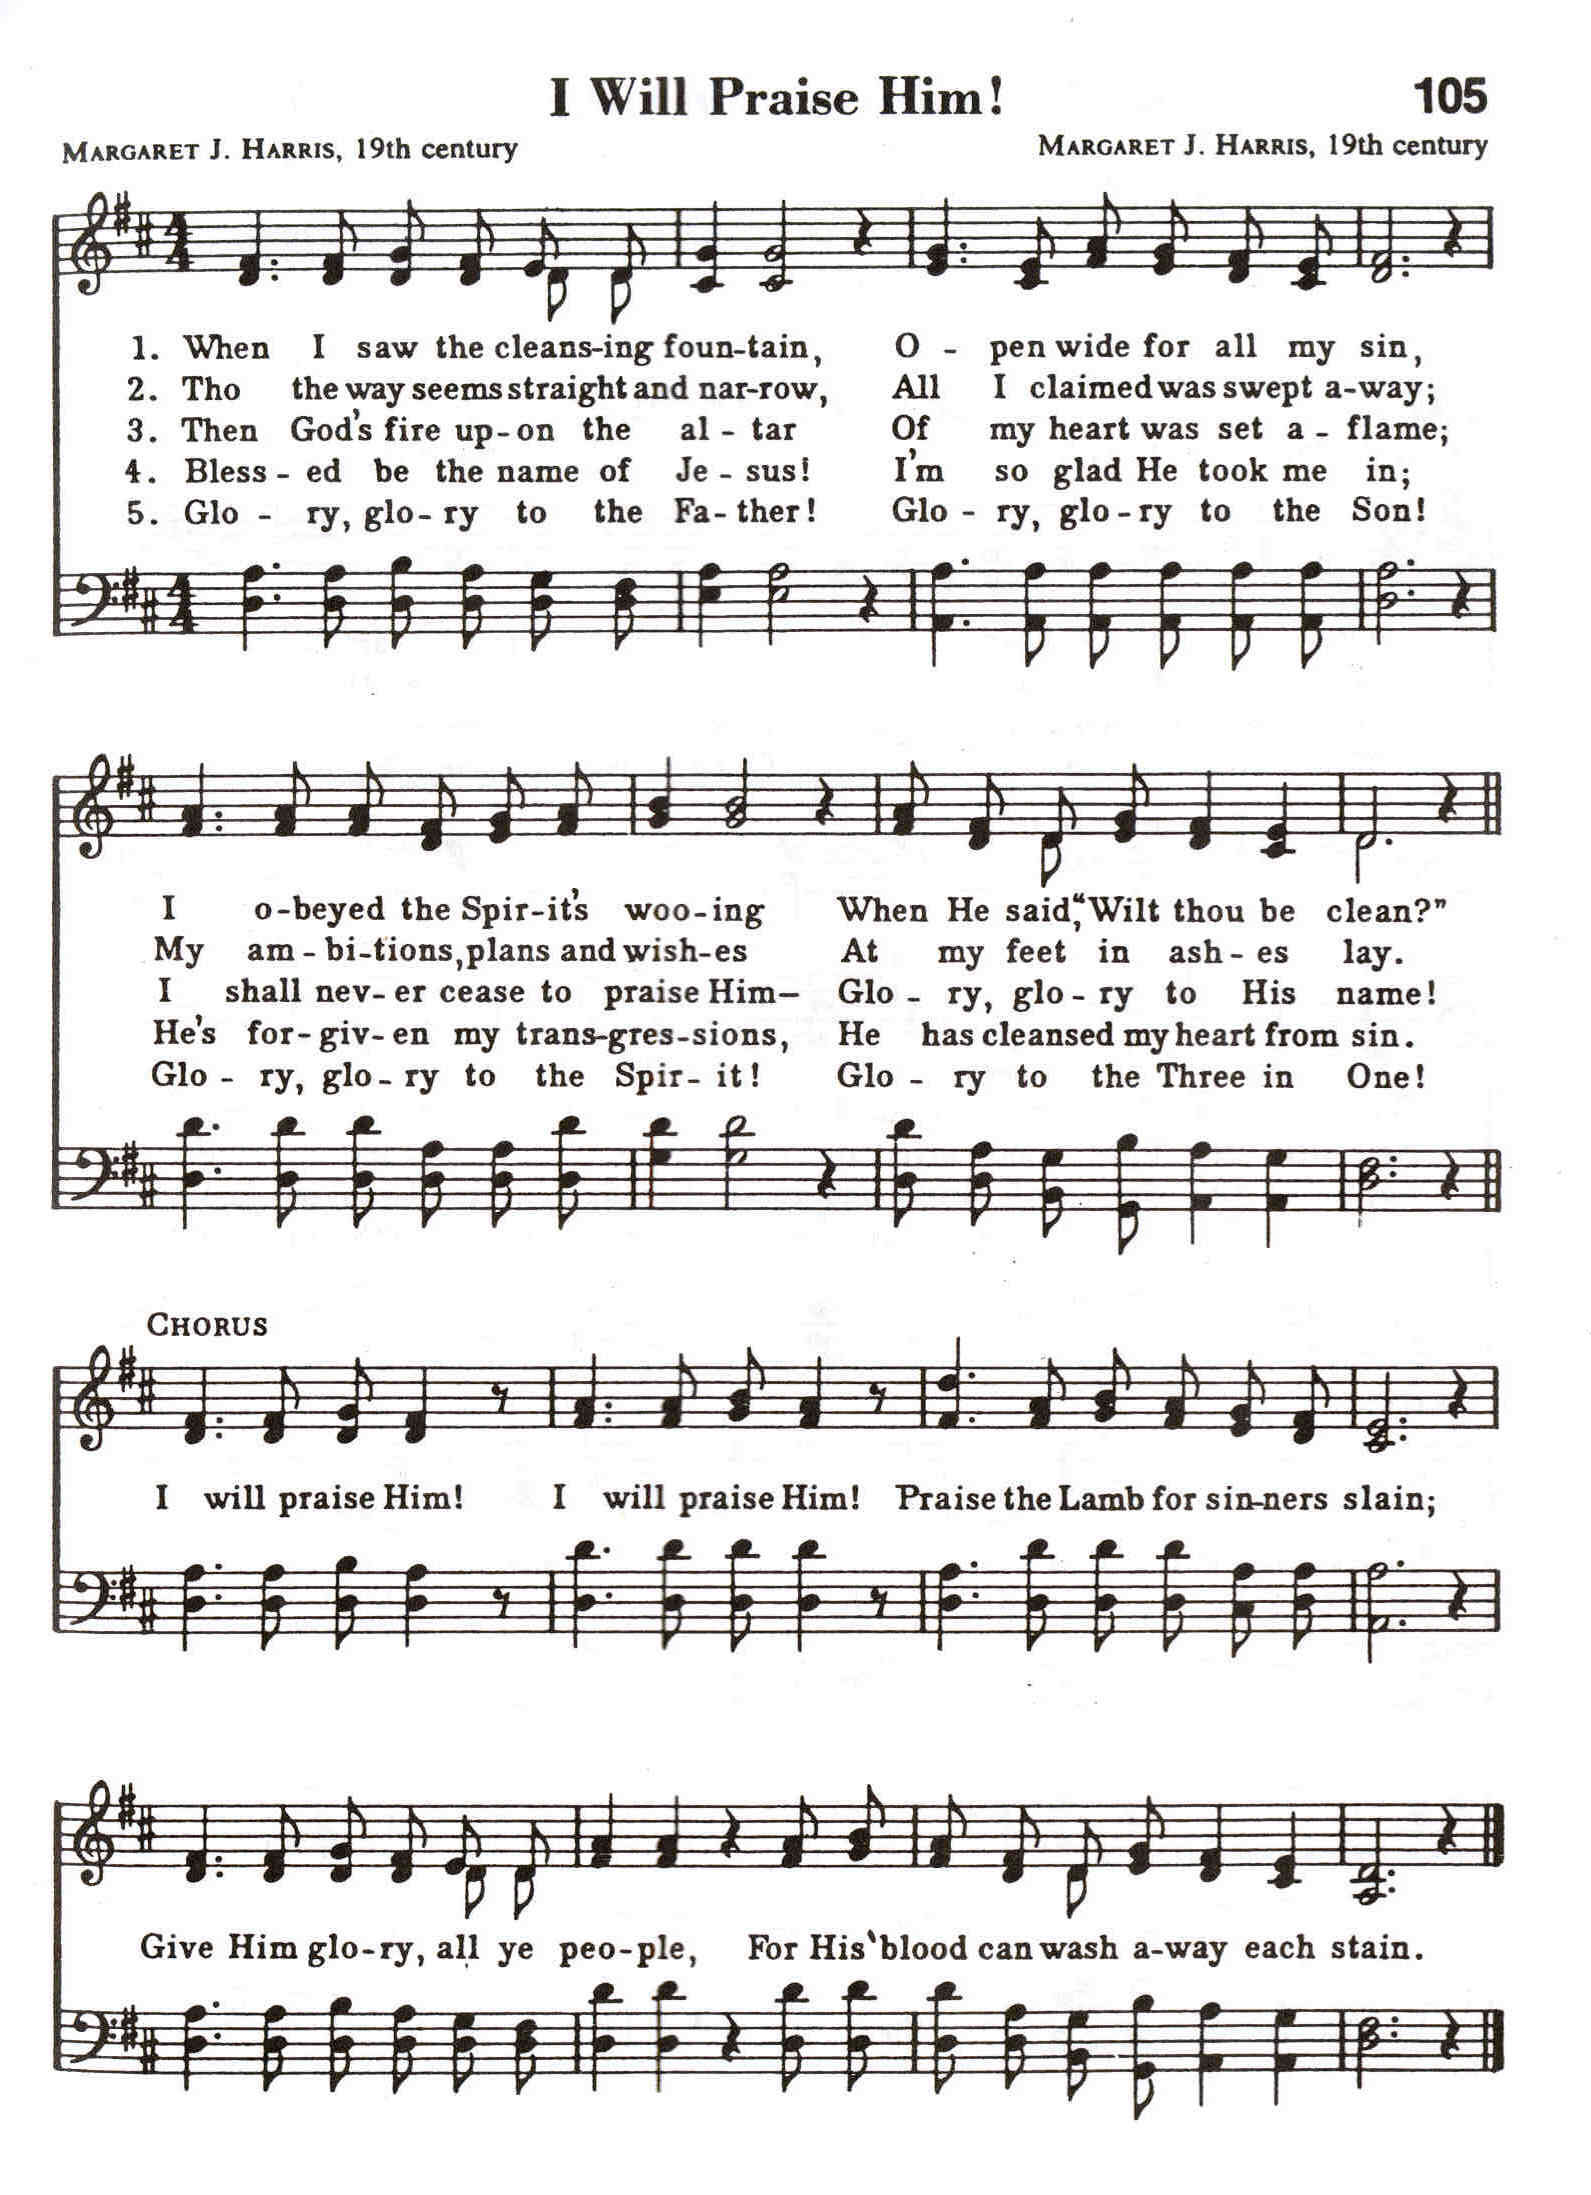 I Will Praise Him!
105
MARGARET J. HARRIS, 19th century
MARGARET J. HARRIS, 19th century
1. When I saw the cleans-ing foun-tain, O - pen wide for all my sin,
2. Tho the way seems straight and nar-row, All I claimed was swept a-way;
3. Then God's fire up-on the al - tar Of my heart was set a - flame;
4. Bless - ed be the name of Je - sus! I'm so glad He took me in;
5. Glo - ry, glo - ry to the Fa - ther! Glo - ry, glo - ry to the Son!
I o-beyed the Spir-it's woo-ing When He said, "Wilt thou be clean?"
My am - bi-tions, plans and wish-es At my feet in ash - es lay.
I shall nev - er cease to praise Him— Glo - ry, glo - ry to His name!
He's for-giv-en my trans-gres-sions, He has cleansed my heart from sin.
Glo - ry, glo - ry to the Spir - it! Glo - ry to the Three in One!
CHORUS
I will praise Him! I will praise Him! Praise the Lamb for sin-ners slain;
Give Him glo-ry, all ye peo-ple, For His blood can wash a-way each stain.